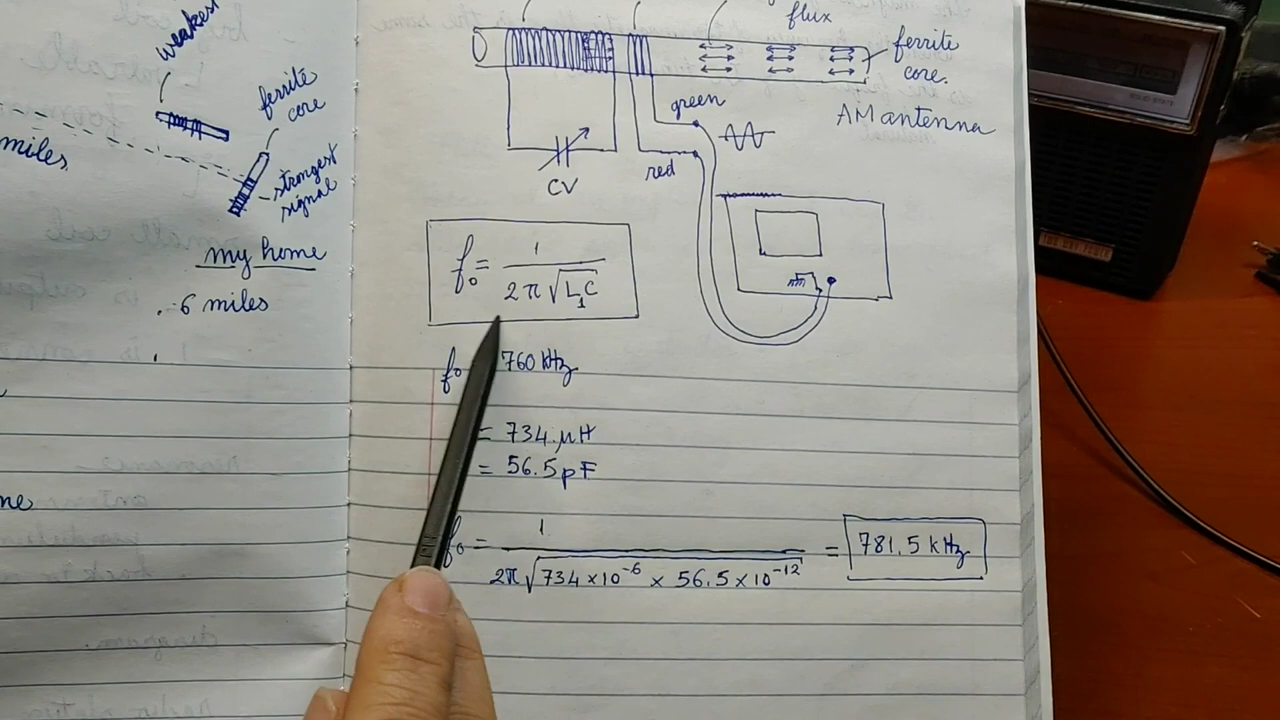 weakest
ferrite
core
miles
strongest
signal
my home
6 miles
flux
ferrite
core.
AM antenna
green
red
CV
f₀ = 1 / 2π√L₁C
f₀ 760 kHz
= 734 μH
= 56.5 pF
f₀ = 1 / 2π√734 × 10⁻⁶ × 56.5 × 10⁻¹² = 781.5 kHz